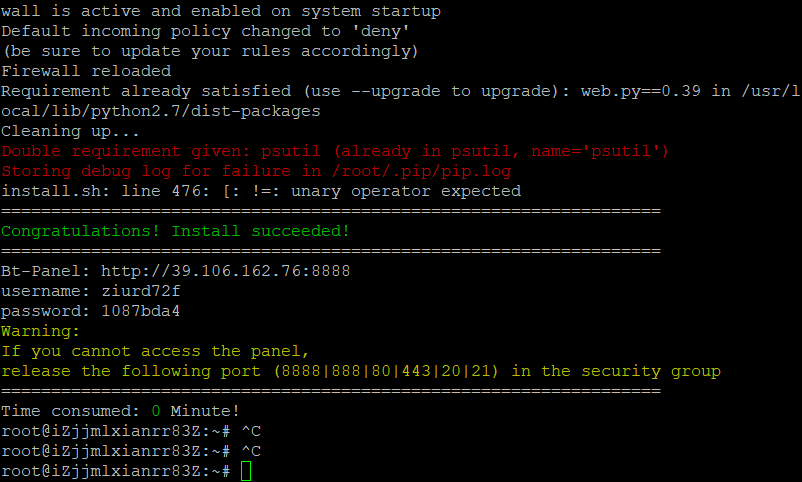 wall is active and enabled on system startup
Default incoming policy changed to 'deny'
(be sure to update your rules accordingly)
Firewall reloaded
Requirement already satisfied (use --upgrade to upgrade): web.py==0.39 in /usr/l
ocal/lib/python2.7/dist-packages
Cleaning up...
Double requirement given: psutil (already in psutil, name='psutil')
Storing debug log for failure in /root/.pip/pip.log
install.sh: line 476: [: !=: unary operator expected
==================================================================
Congratulations! Install succeeded!
==================================================================
Bt-Panel: http://39.106.162.76:8888
username: ziurd72f
password: 1087bda4
Warning:
If you cannot access the panel,
release the following port (8888|888|80|443|20|21) in the security group
==================================================================
Time consumed: 0 Minute!
root@iZjjmlxianrr83Z:~# ^C
root@iZjjmlxianrr83Z:~# ^C
root@iZjjmlxianrr83Z:~#